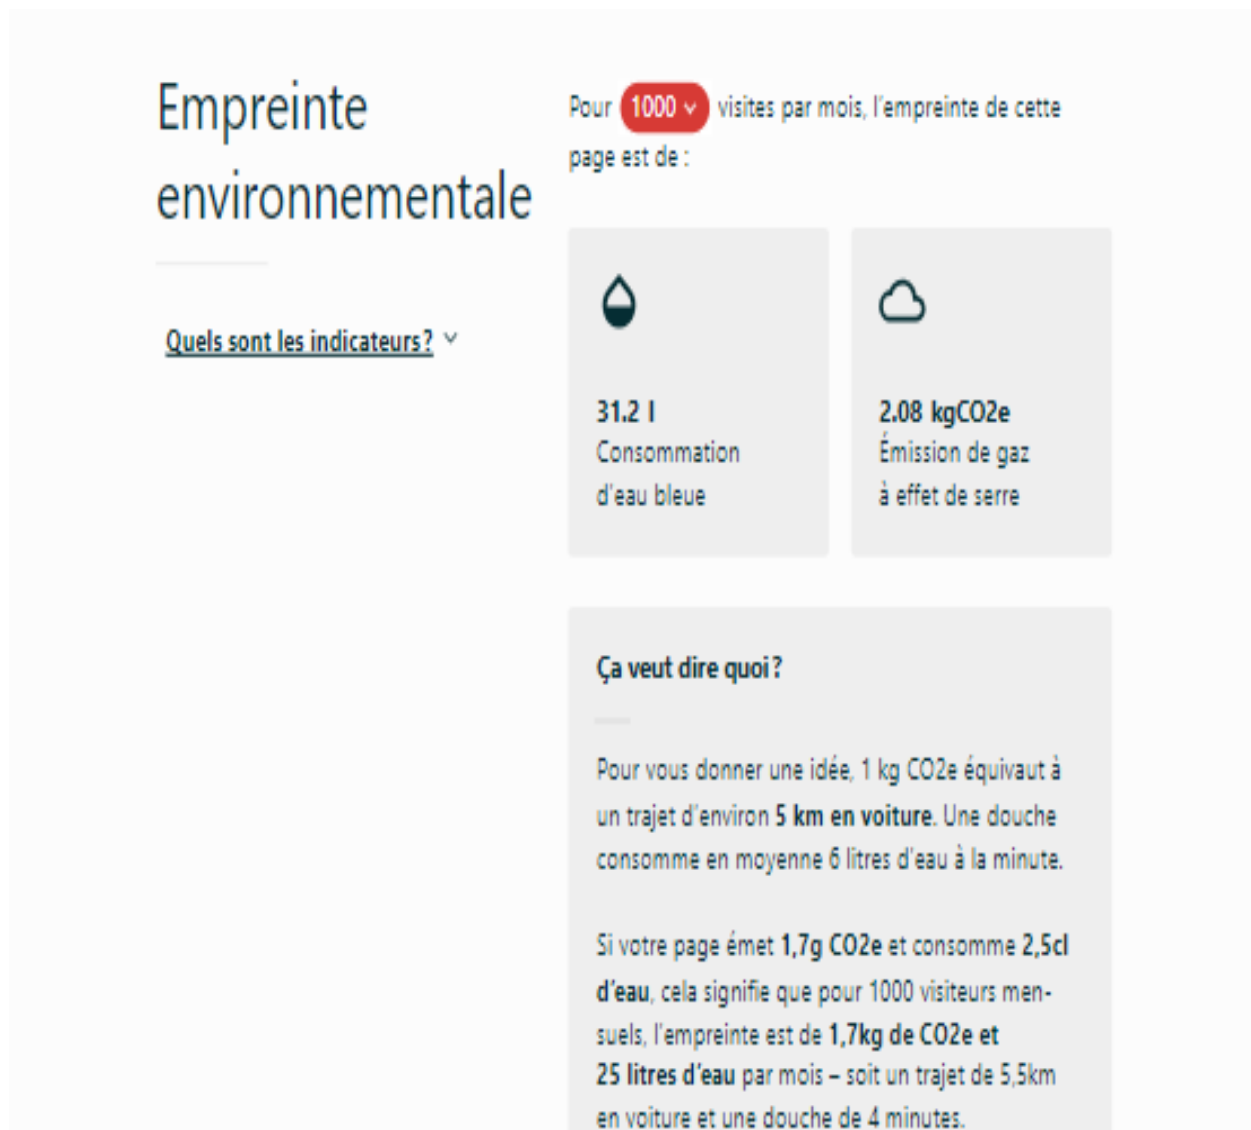 Empreinte
environnementale
Quels sont les indicateurs ?
Pour 1000 visites par mois, l'empreinte de cette
page est de :
31.2 l
Consommation
d'eau bleue
2.08 kgCO2e
Émission de gaz
à effet de serre
Ça veut dire quoi ?
Pour vous donner une idée, 1 kg CO2e équivaut à
un trajet d'environ 5 km en voiture. Une douche
consomme en moyenne 6 litres d'eau à la minute.
Si votre page émet 1,7g CO2e et consomme 2,5cl
d'eau, cela signifie que pour 1000 visiteurs men-
suels, l'empreinte est de 1,7kg de CO2e et
25 litres d'eau par mois – soit un trajet de 5,5km
en voiture et une douche de 4 minutes.